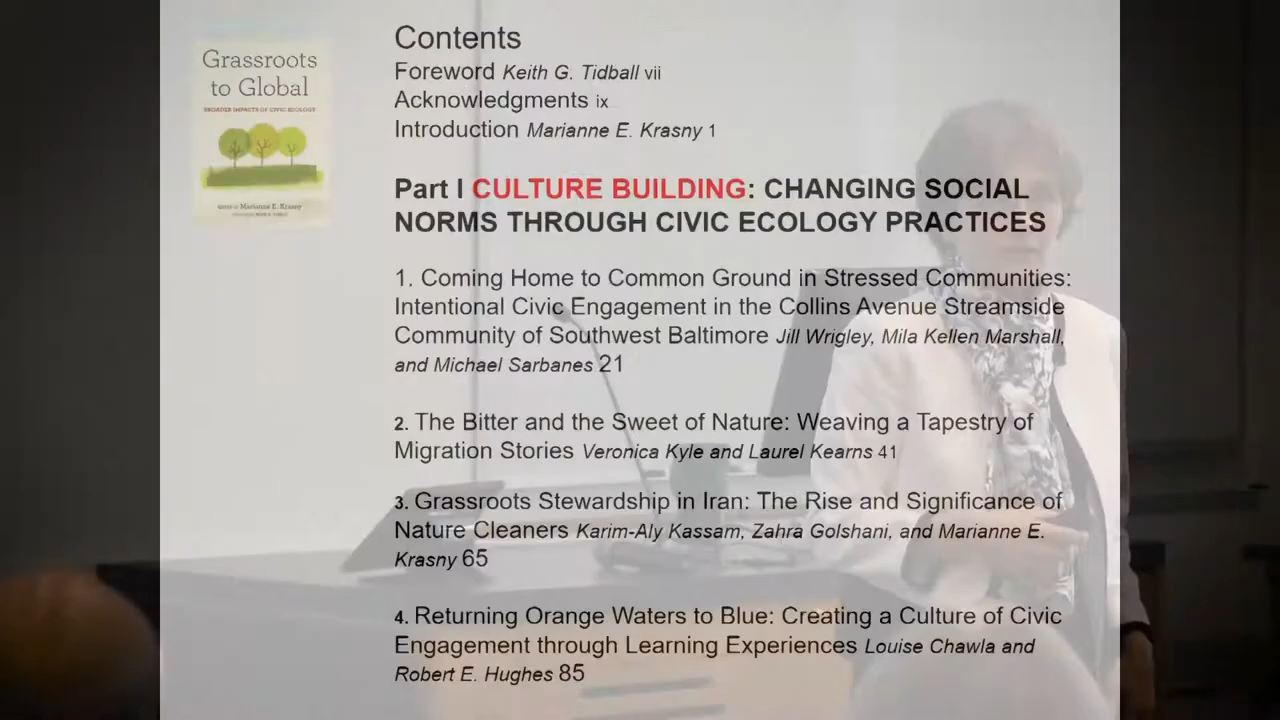 Grassroots
to Global
BROADER IMPACTS OF CIVIC ECOLOGY
Marianne E. Krasny
Contents
Foreword Keith G. Tidball vii
Acknowledgments ix
Introduction Marianne E. Krasny 1
Part I CULTURE BUILDING: CHANGING SOCIAL
NORMS THROUGH CIVIC ECOLOGY PRACTICES
1. Coming Home to Common Ground in Stressed Communities:
Intentional Civic Engagement in the Collins Avenue Streamside
Community of Southwest Baltimore Jill Wrigley, Mila Kellen Marshall,
and Michael Sarbanes 21
2. The Bitter and the Sweet of Nature: Weaving a Tapestry of
Migration Stories Veronica Kyle and Laurel Kearns 41
3. Grassroots Stewardship in Iran: The Rise and Significance of
Nature Cleaners Karim-Aly Kassam, Zahra Golshani, and Marianne E.
Krasny 65
4. Returning Orange Waters to Blue: Creating a Culture of Civic
Engagement through Learning Experiences Louise Chawla and
Robert E. Hughes 85